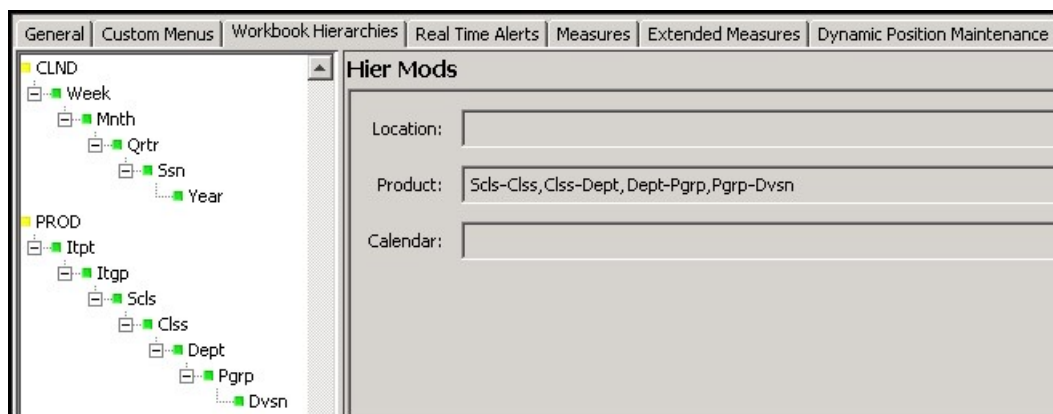 General Custom Menus Workbook Hierarchies Real Time Alerts Measures Extended Measures Dynamic Position Maintenance
CLND
Week
Mnth
Qrtr
Ssn
Year
PROD
Itpt
Itgp
Scls
Clss
Dept
Pgrp
Dvsn
Hier Mods
Location:
Product: Scls-Clss,Clss-Dept,Dept-Pgrp,Pgrp-Dvsn
Calendar: